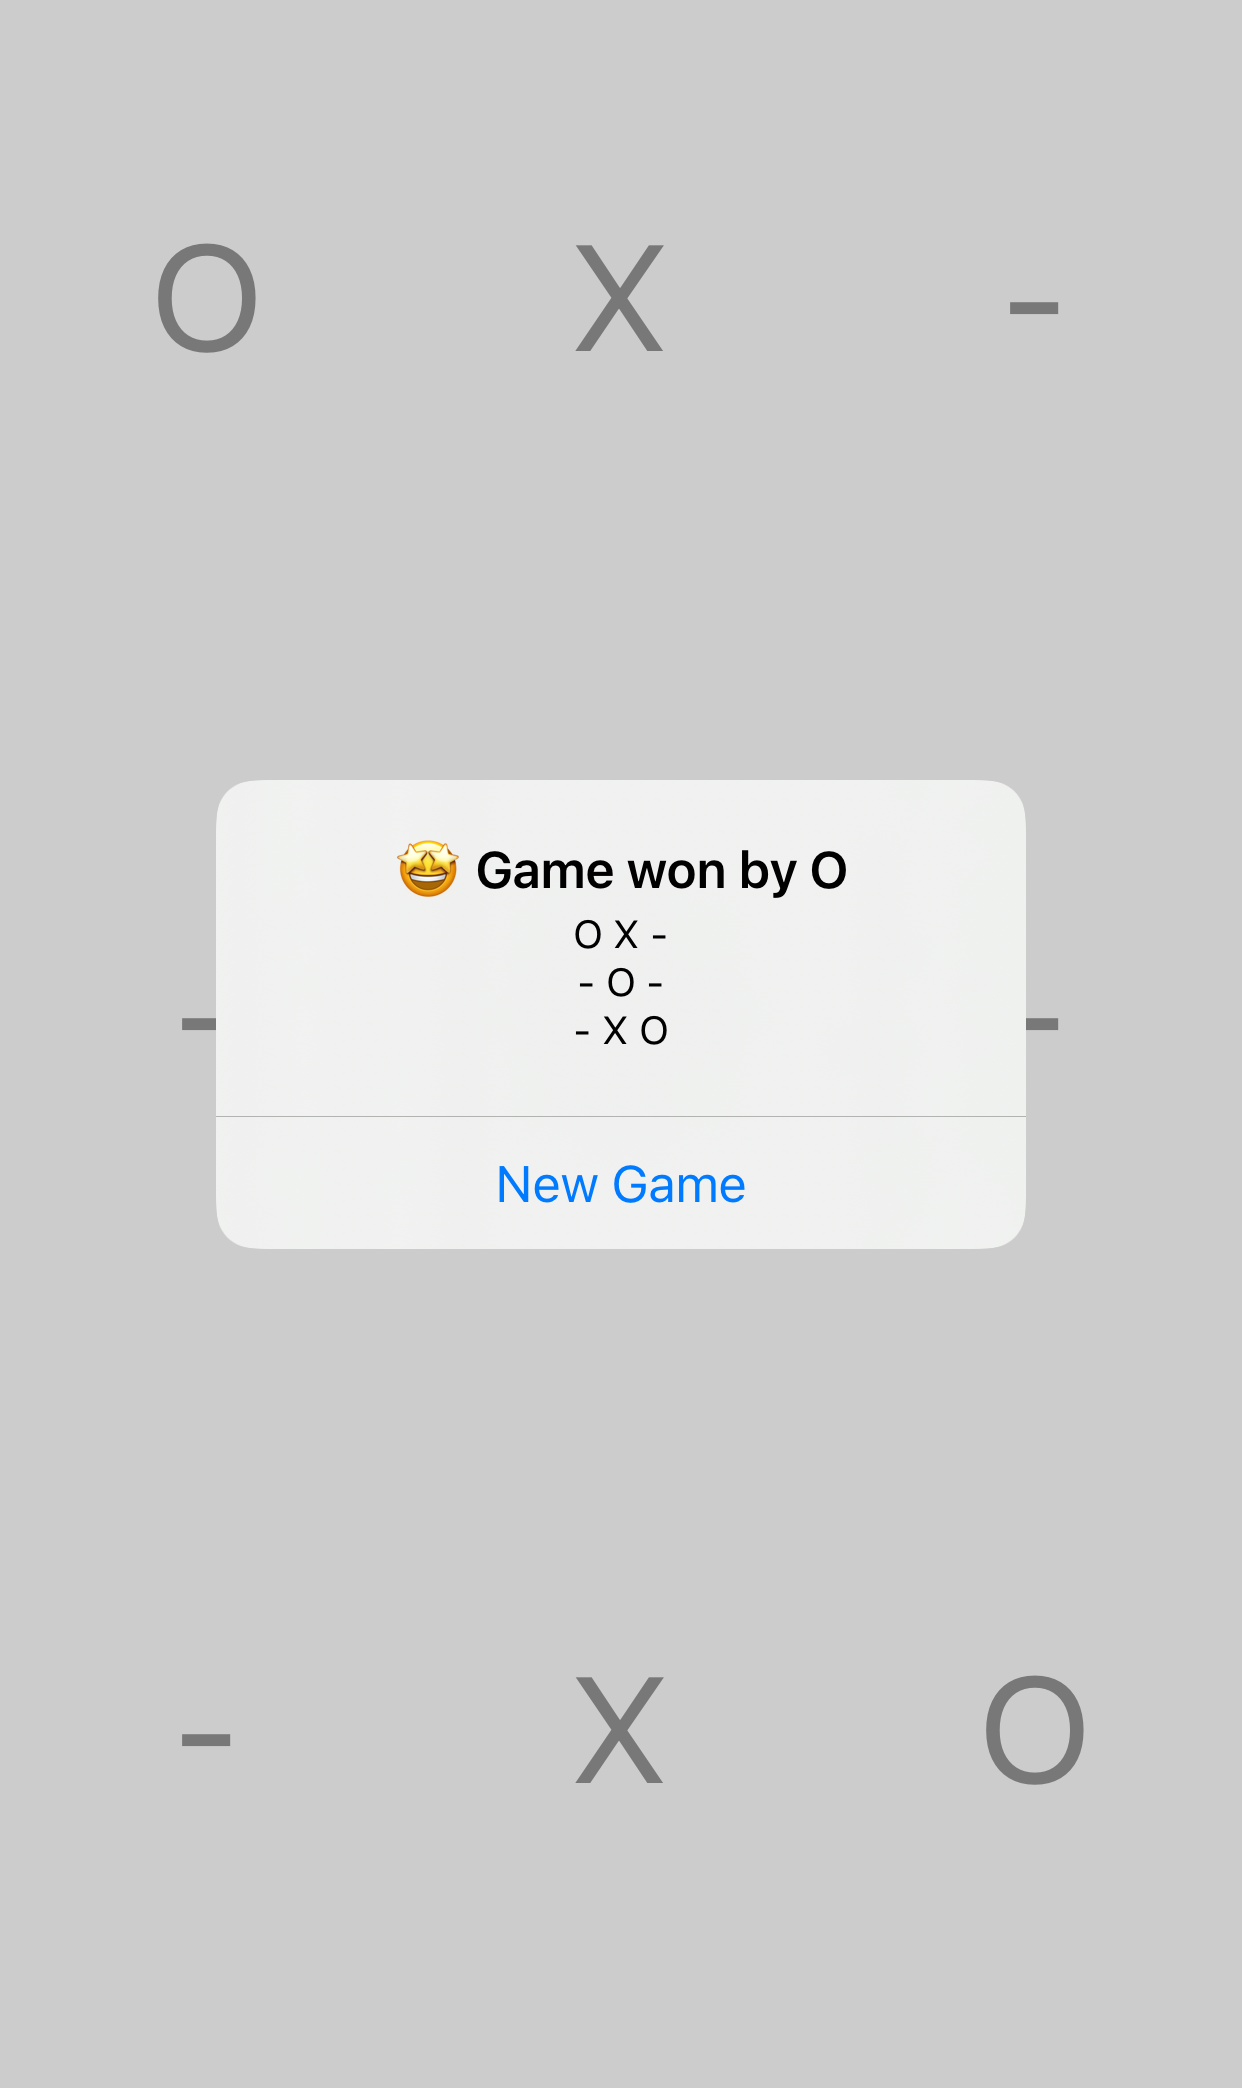 O X -
🤩 Game won by O
O X -
- O -
- X O
- -
New Game
- X O